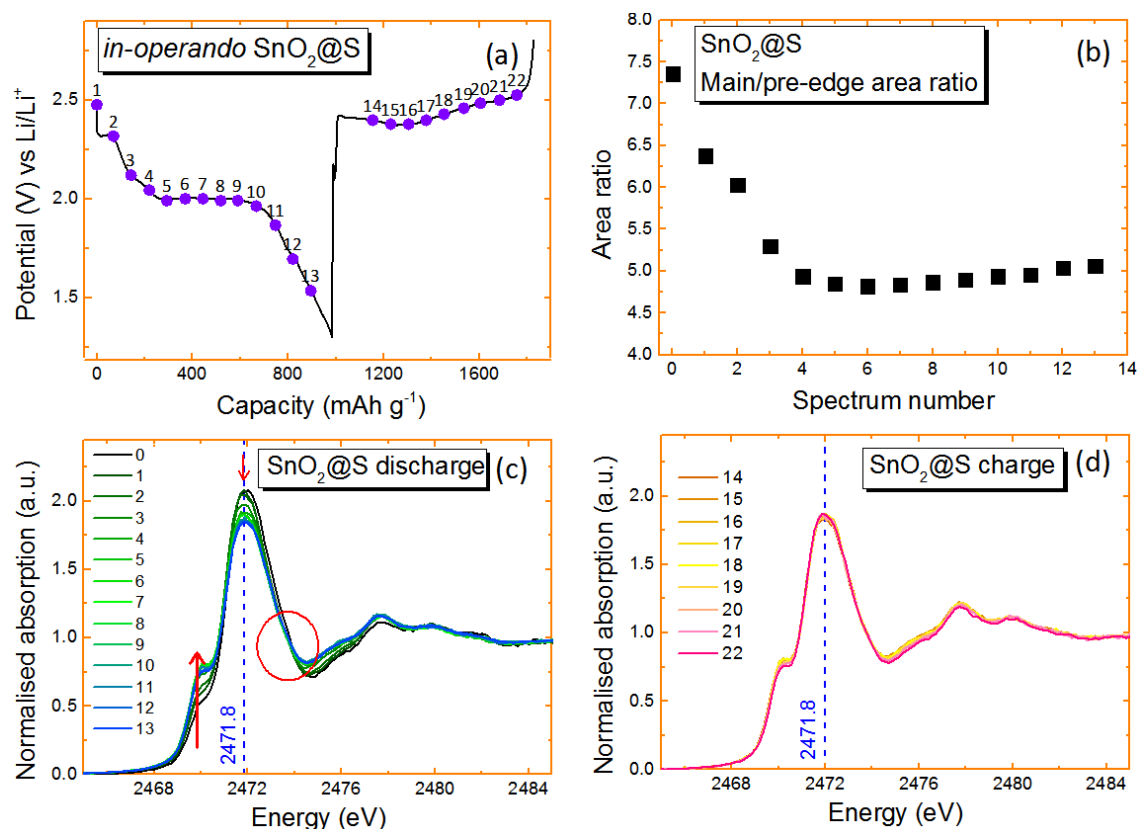 in-operando SnO2@S
(a)
Potential (V) vs Li/Li+
2.5
2.0
1.5
1 2 3 4 5 6 7 8 9 10 11 12 13 14 15 16 17 18 19 20 21 22
0 400 800 1200 1600
Capacity (mAh g-1)
SnO2@S
Main/pre-edge area ratio
(b)
Area ratio
8.0
7.5
7.0
6.5
6.0
5.5
5.0
4.5
4.0
0 2 4 6 8 10 12 14
Spectrum number
SnO2@S discharge
(c)
Normalised absorption (a.u.)
2.0
1.5
1.0
0.5
0.0
0
1
2
3
4
5
6
7
8
9
10
11
12
13
2471.8
2468 2472 2476 2480 2484
Energy (eV)
SnO2@S charge
(d)
Normalised absorption (a.u.)
2.0
1.5
1.0
0.5
0.0
14
15
16
17
18
19
20
21
22
2471.8
2468 2472 2476 2480 2484
Energy (eV)